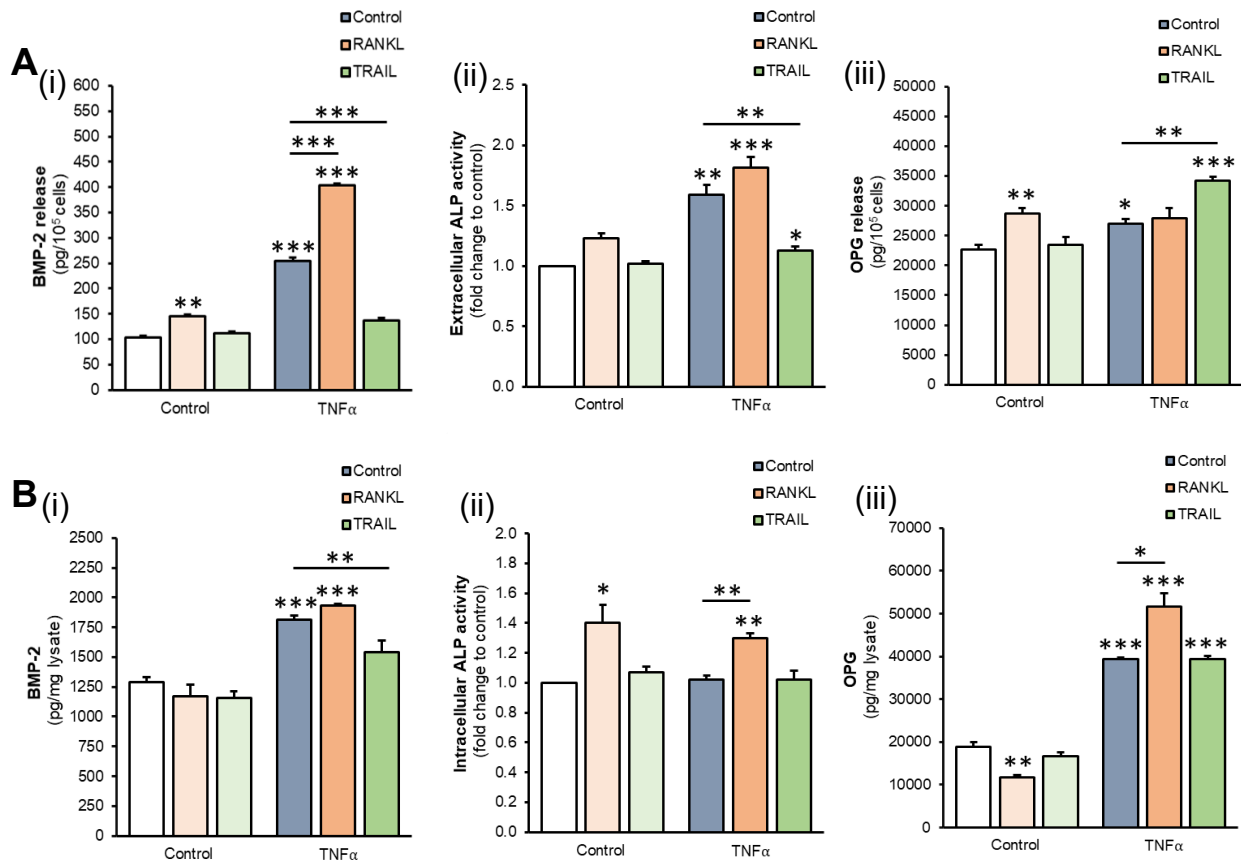 A
(i)
Control
RANKL
TRAIL
BMP-2 release
(pg/10⁵ cells)
600
550
500
450
400
350
300
250
200
150
100
50
0
**
***
***
***
***
Control
TNFα
(ii)
Control
RANKL
TRAIL
Extracellular ALP activity
(fold change to control)
2.5
2.0
1.5
1.0
0.5
0.0
**
**
***
*
Control
TNFα
(iii)
Control
RANKL
TRAIL
OPG release
(pg/10⁵ cells)
50000
45000
40000
35000
30000
25000
20000
15000
10000
5000
0
**
**
*
***
Control
TNFα
B
(i)
Control
RANKL
TRAIL
BMP-2
(pg/mg lysate)
2500
2250
2000
1750
1500
1250
1000
750
500
250
0
**
***
***
Control
TNFα
(ii)
Control
RANKL
TRAIL
Intracellular ALP activity
(fold change to control)
2.0
1.8
1.6
1.4
1.2
1.0
0.8
0.6
0.4
0.2
0.0
*
**
**
Control
TNFα
(iii)
Control
RANKL
TRAIL
OPG
(pg/mg lysate)
70000
60000
50000
40000
30000
20000
10000
0
**
*
***
***
***
Control
TNFα